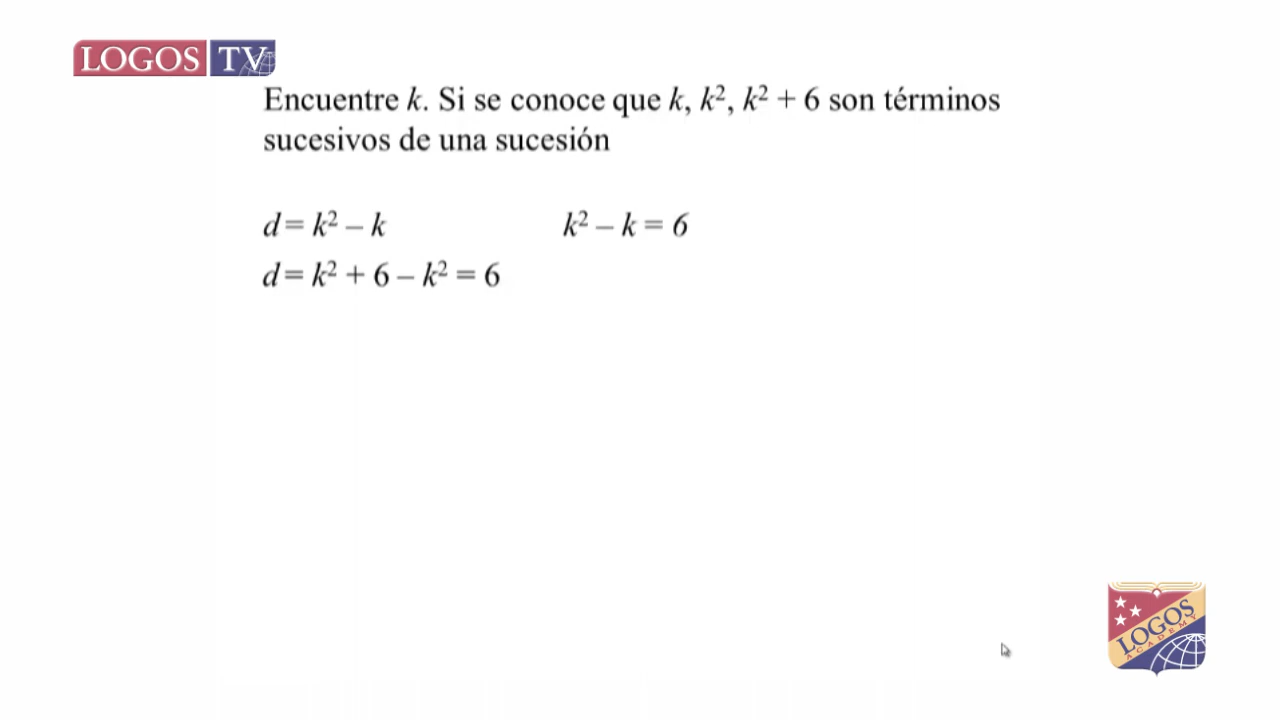 LOGOS TV
Encuentre k. Si se conoce que k, k², k² + 6 son términos
sucesivos de una sucesión
d = k² – k
k² – k = 6
d = k² + 6 – k² = 6
LOGOS
ACADEMY